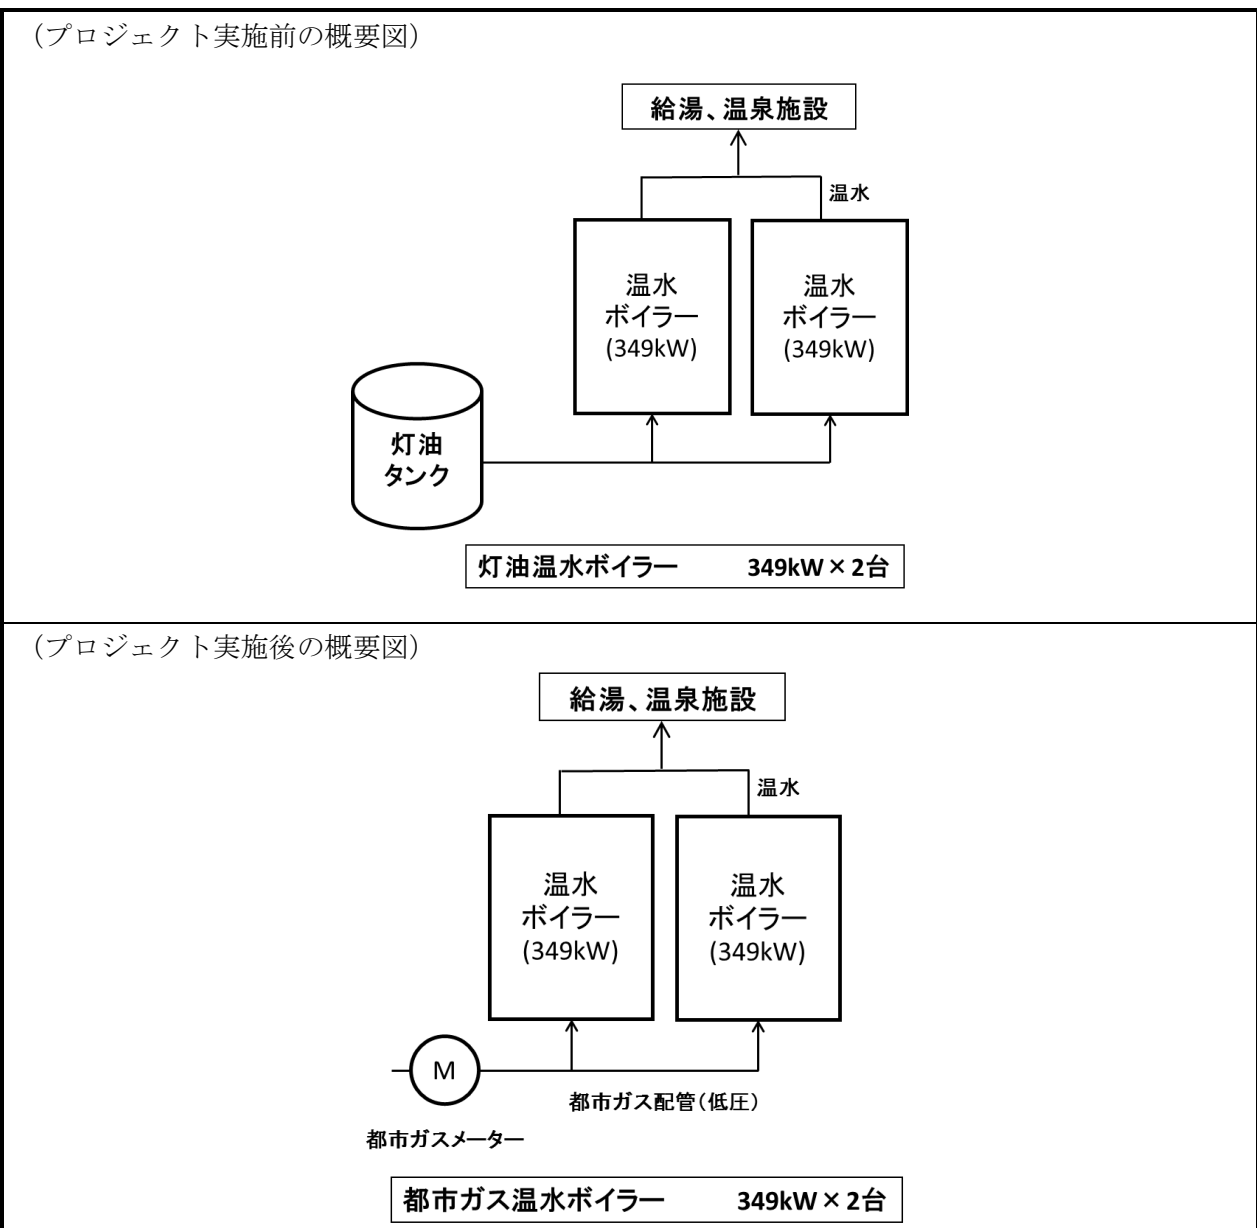 （プロジェクト実施前の概要図）
給湯、温泉施設
温水
温水
ボイラー
(349kW)
温水
ボイラー
(349kW)
灯油
タンク
灯油温水ボイラー 349kW×2台
（プロジェクト実施後の概要図）
給湯、温泉施設
温水
温水
ボイラー
(349kW)
温水
ボイラー
(349kW)
M
都市ガス配管（低圧）
都市ガスメーター
都市ガス温水ボイラー 349kW×2台